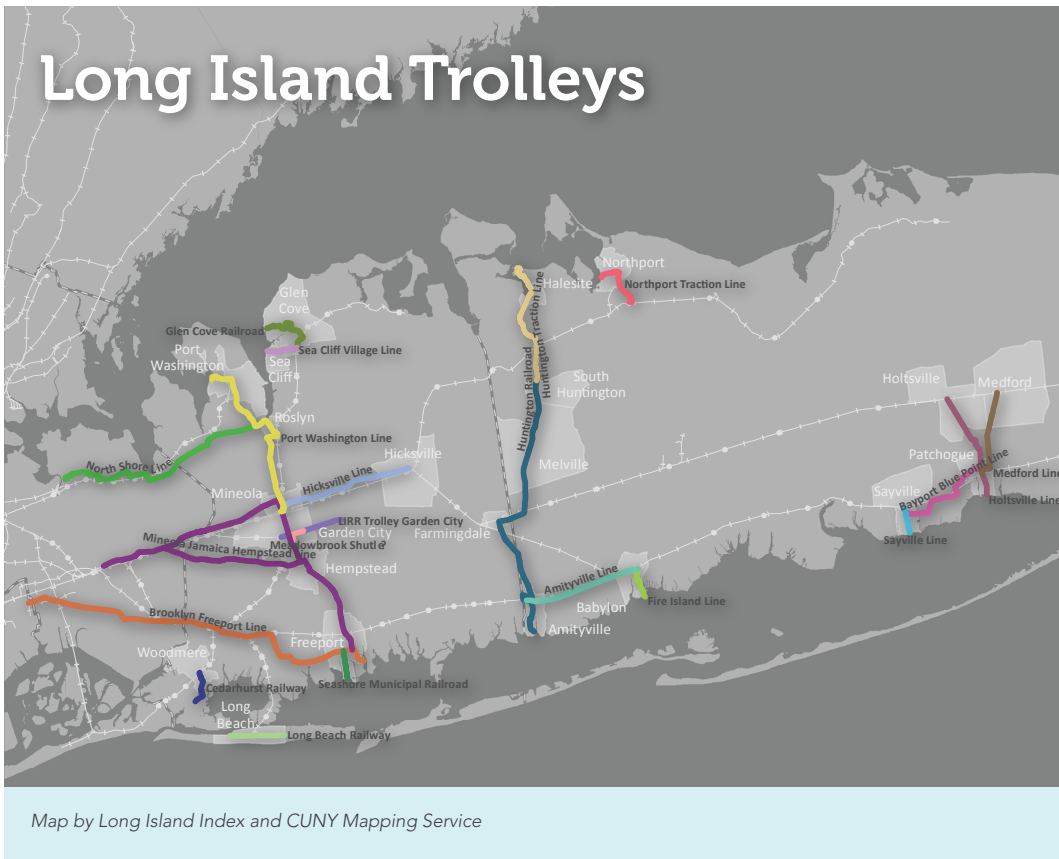 Long Island Trolleys
Northport
Halesite
Northport Traction Line
Glen
Cove
Glen Cove Railroad
Sea Cliff Village Line
Port
Washington
Sea
Cliff
Huntington Traction Line
Huntington Railroad
South
Huntington
Holtsville
Medford
Roslyn
Port Washington Line
North Shore Line
Hicksville
Hicksville Line
Melville
Patchogue
Bayport Blue Point Line
Medford Line
Mineola
Sayville
Holtsville Line
LIRR Trolley Garden City
Garden City
Farmingdale
Sayville Line
Mineola Jamaica Hempstead Line
Meadowbrook Shuttle?
Hempstead
Amityville Line
Babylon
Fire Island Line
Brooklyn Freeport Line
Amityville
Freeport
Woodmere
Seashore Municipal Railroad
Cedarhurst Railway
Long
Beach
Long Beach Railway
Map by Long Island Index and CUNY Mapping Service